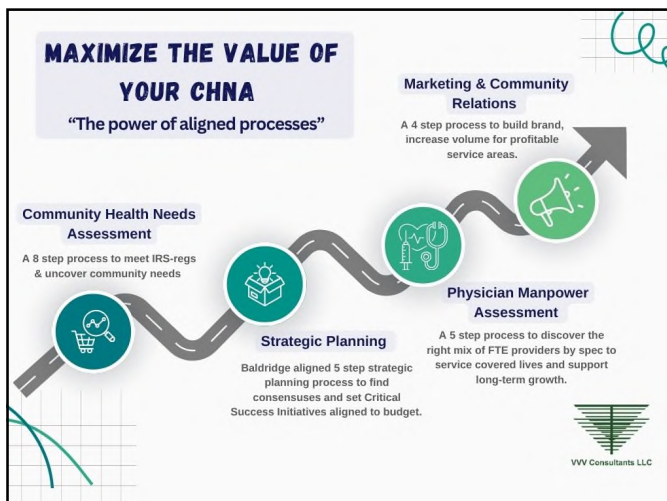 MAXIMIZE THE VALUE OF
YOUR CHNA
“The power of aligned processes”
Marketing & Community
Relations
A 4 step process to build brand,
increase volume for profitable
service areas.
Community Health Needs
Assessment
A 8 step process to meet IRS-regs
& uncover community needs
Strategic Planning
Baldridge aligned 5 step strategic
planning process to find
consensuses and set Critical
Success Initiatives aligned to budget.
Physician Manpower
Assessment
A 5 step process to discover the
right mix of FTE providers by spec to
service covered lives and support
long-term growth.
VVV Consultants LLC